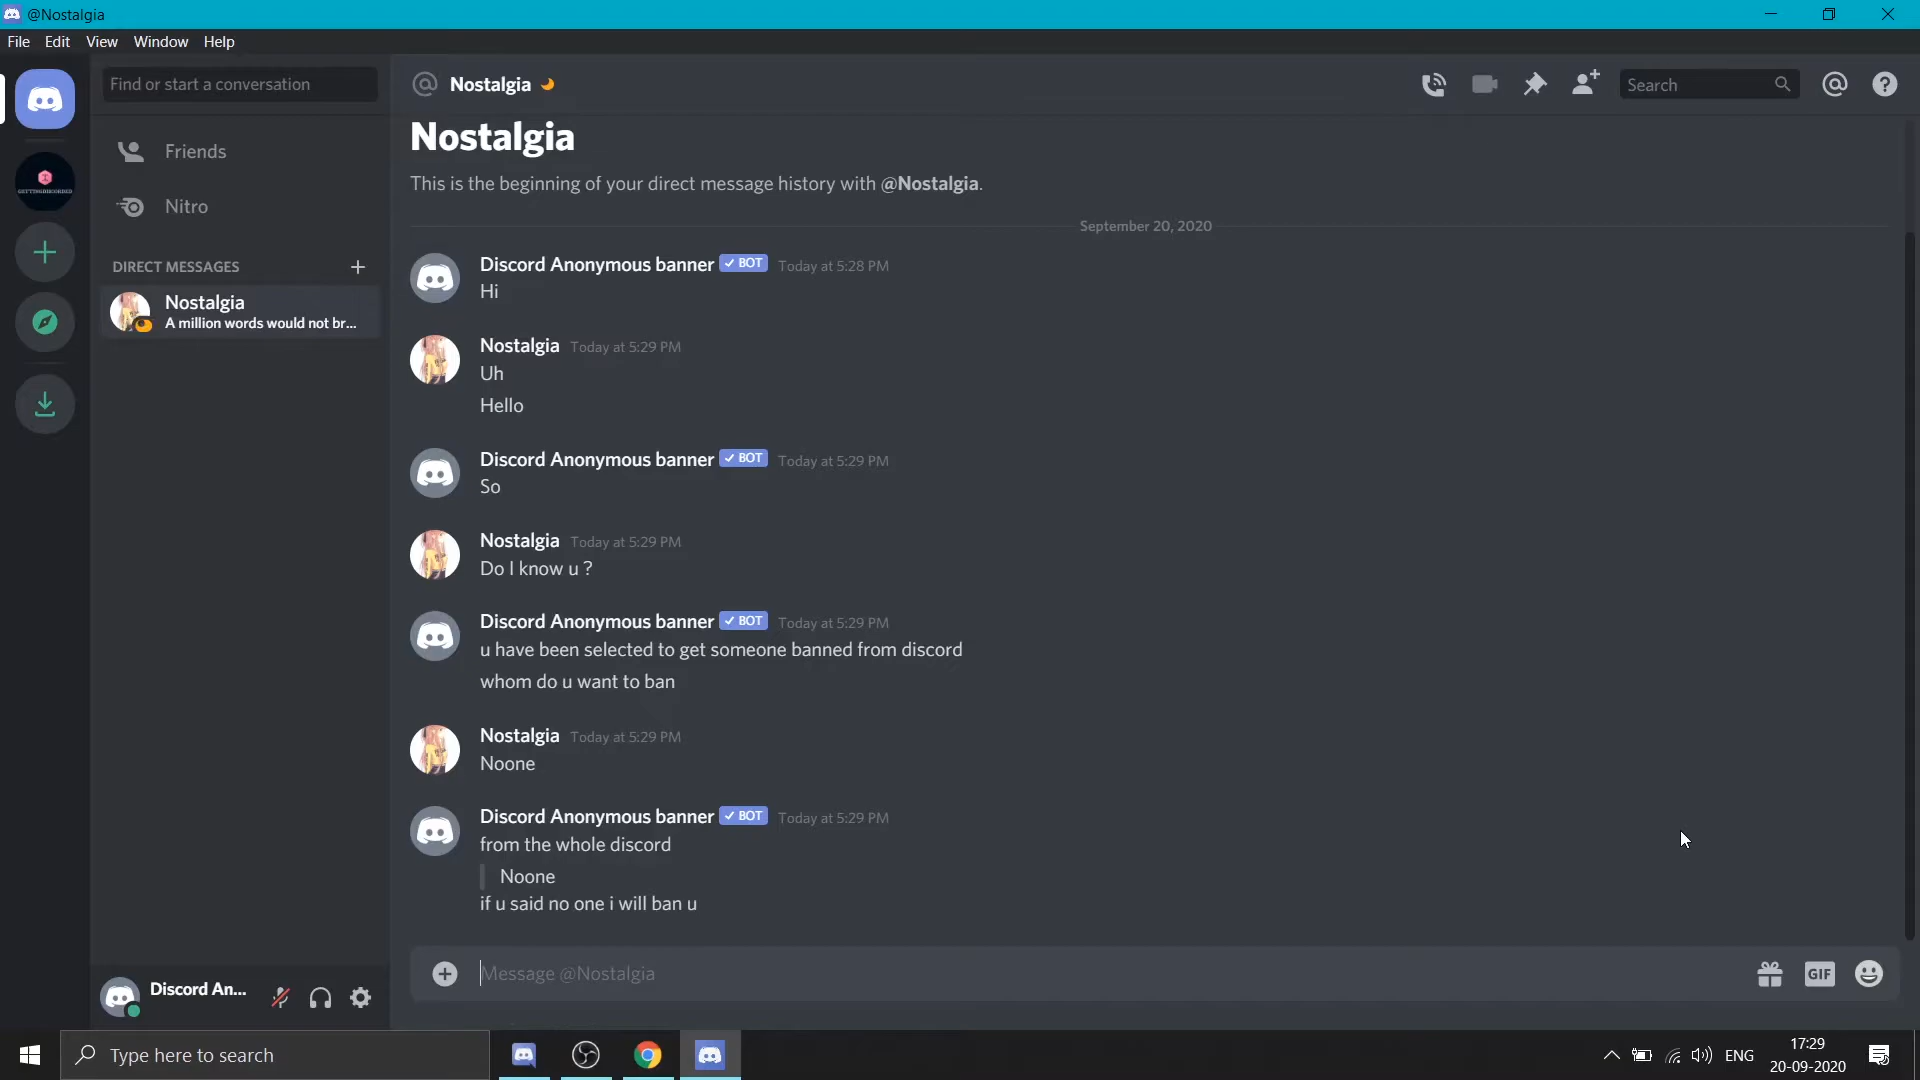 @Nostalgia
File Edit View Window Help
Find or start a conversation
Nostalgia
Search
Friends
Nitro
DIRECT MESSAGES
Nostalgia
A million words would not br...
Nostalgia
This is the beginning of your direct message history with @Nostalgia.
September 20, 2020
Discord Anonymous banner BOT Today at 5:28 PM
Hi
Nostalgia Today at 5:29 PM
Uh
Hello
Discord Anonymous banner BOT Today at 5:29 PM
So
Nostalgia Today at 5:29 PM
Do I know u ?
Discord Anonymous banner BOT Today at 5:29 PM
u have been selected to get someone banned from discord
whom do u want to ban
Nostalgia Today at 5:29 PM
Noone
Discord Anonymous banner BOT Today at 5:29 PM
from the whole discord
Noone
if u said no one i will ban u
Message @Nostalgia
GIF
Discord An...
Type here to search
ENG
17:29
20-09-2020